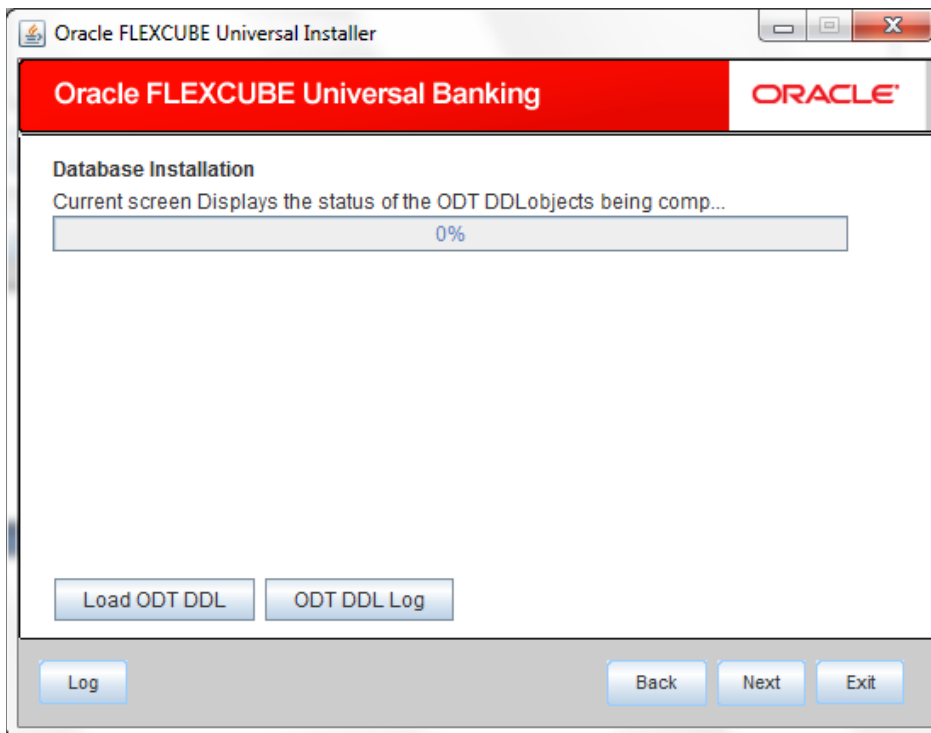 Oracle FLEXCUBE Universal Installer
Oracle FLEXCUBE Universal Banking
ORACLE
Database Installation
Current screen Displays the status of the ODT DDLobjects being comp...
0%
Load ODT DDL ODT DDL Log
Log Back Next Exit